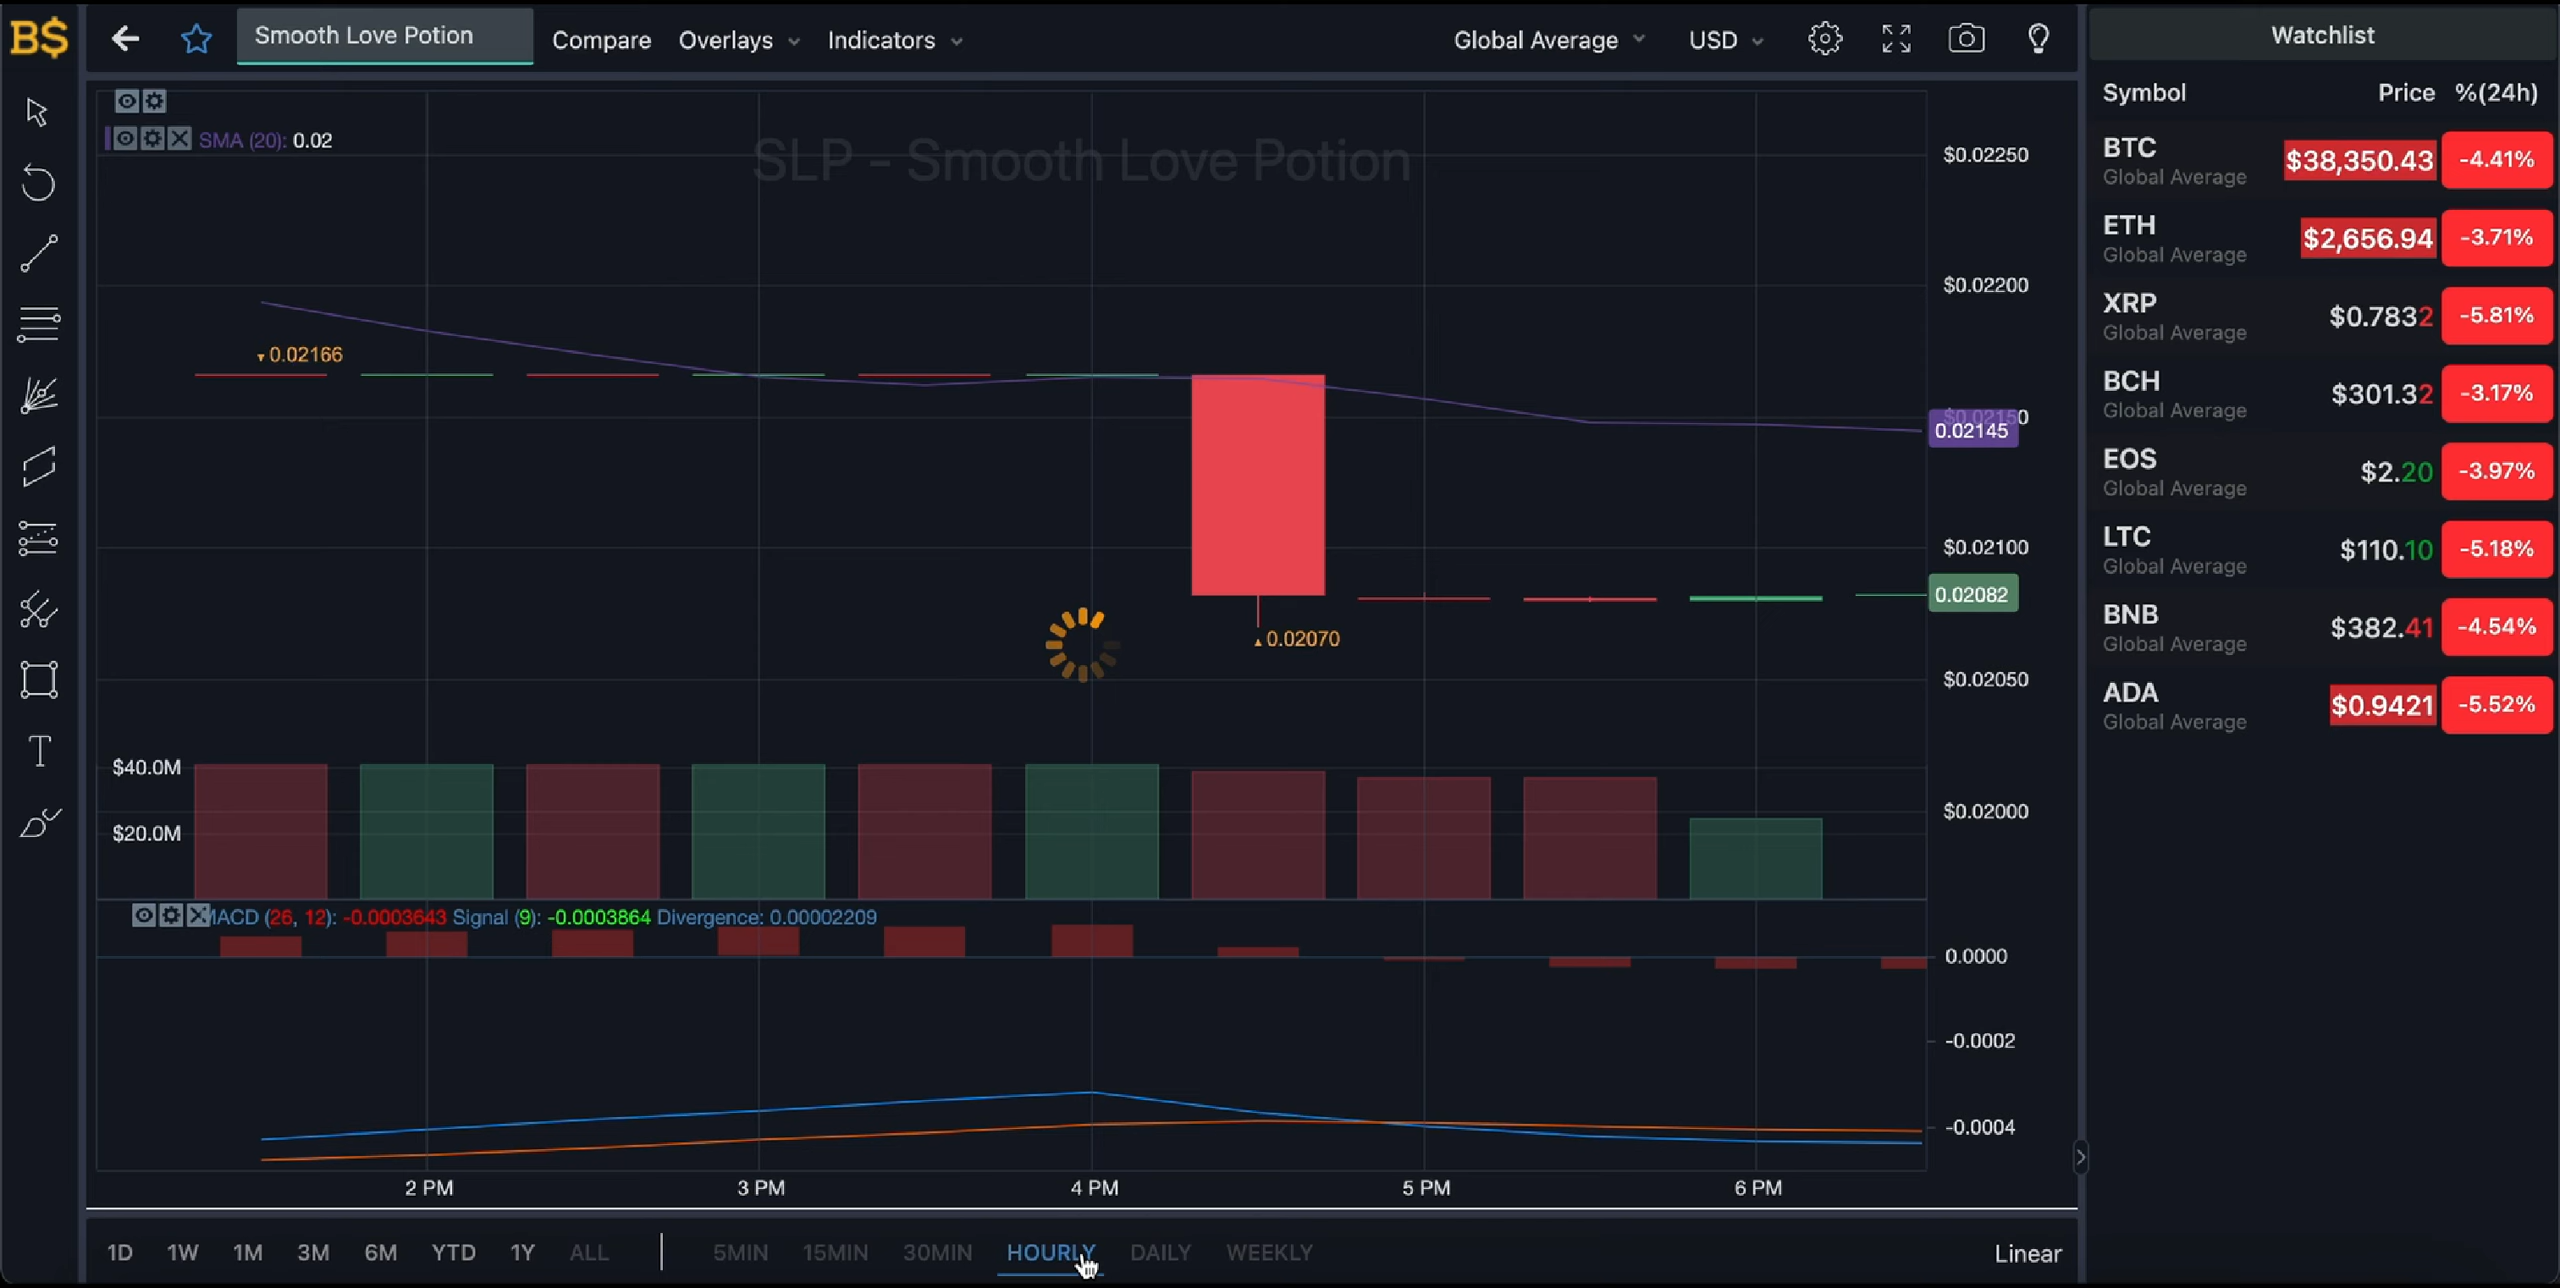 B$
Smooth Love Potion Compare Overlays Indicators Global Average USD
Watchlist
Symbol Price %(24h)
SMA (20): 0.02
SLP - Smooth Love Potion
$0.02250
$0.02200
0.02166
$0.02150
0.02145
$0.02100
0.02082
0.02070
$0.02050
$40.0M
$20.0M
$0.02000
MACD (26, 12): -0.0003643 Signal (9): -0.0003864 Divergence: 0.00002209
0.0000
-0.0002
-0.0004
2 PM 3 PM 4 PM 5 PM 6 PM
1D 1W 1M 3M 6M YTD 1Y ALL 5MIN 15MIN 30MIN HOURLY DAILY WEEKLY Linear
BTC $38,350.43 -4.41%
Global Average
ETH $2,656.94 -3.71%
Global Average
XRP $0.7832 -5.81%
Global Average
BCH $301.32 -3.17%
Global Average
EOS $2.20 -3.97%
Global Average
LTC $110.10 -5.18%
Global Average
BNB $382.41 -4.54%
Global Average
ADA $0.9421 -5.52%
Global Average